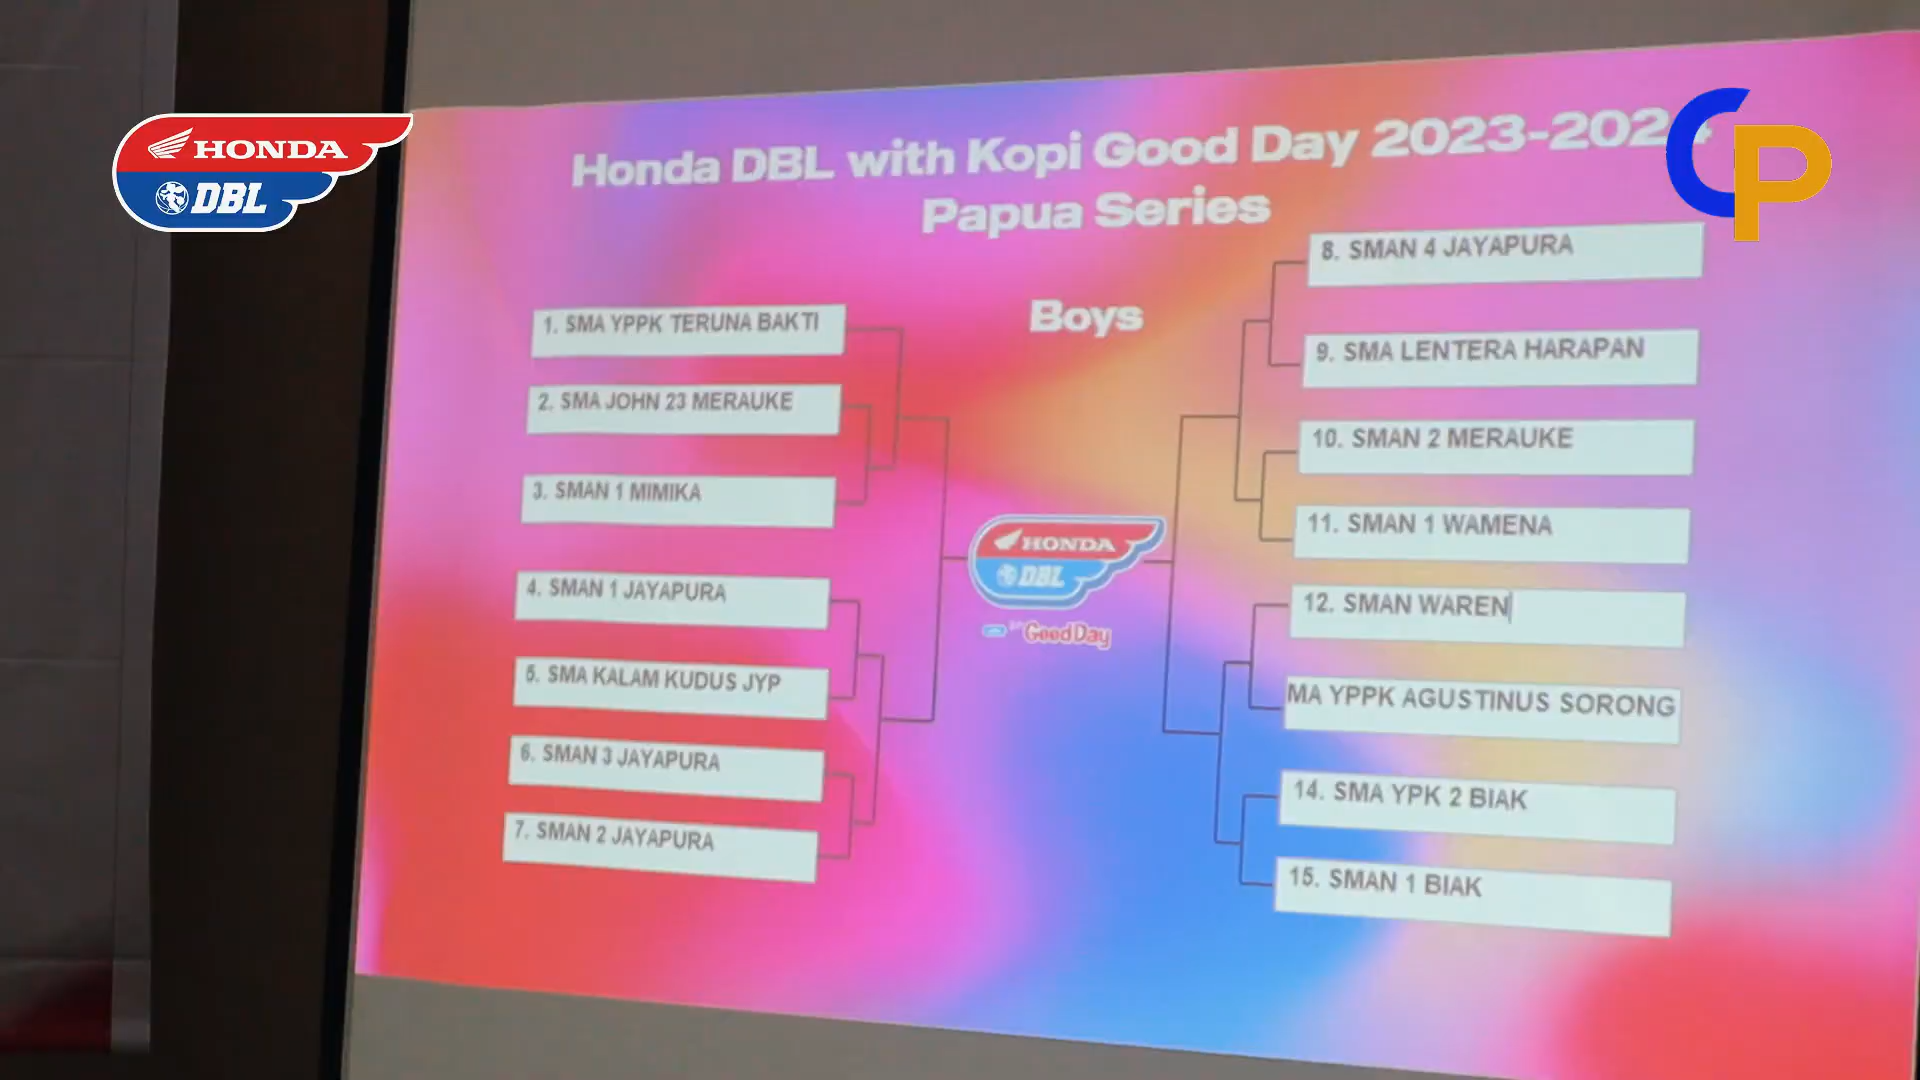 HONDA
DBL
CP
Honda DBL with Kopi Good Day 2023-2024
Papua Series
Boys
1. SMA YPPK TERUNA BAKTI
2. SMA JOHN 23 MERAUKE
3. SMAN 1 MIMIKA
4. SMAN 1 JAYAPURA
5. SMA KALAM KUDUS JYP
6. SMAN 3 JAYAPURA
7. SMAN 2 JAYAPURA
HONDA
DBL
Good Day
8. SMAN 4 JAYAPURA
9. SMA LENTERA HARAPAN
10. SMAN 2 MERAUKE
11. SMAN 1 WAMENA
12. SMAN WAREN
MA YPPK AGUSTINUS SORONG
14. SMA YPK 2 BIAK
15. SMAN 1 BIAK